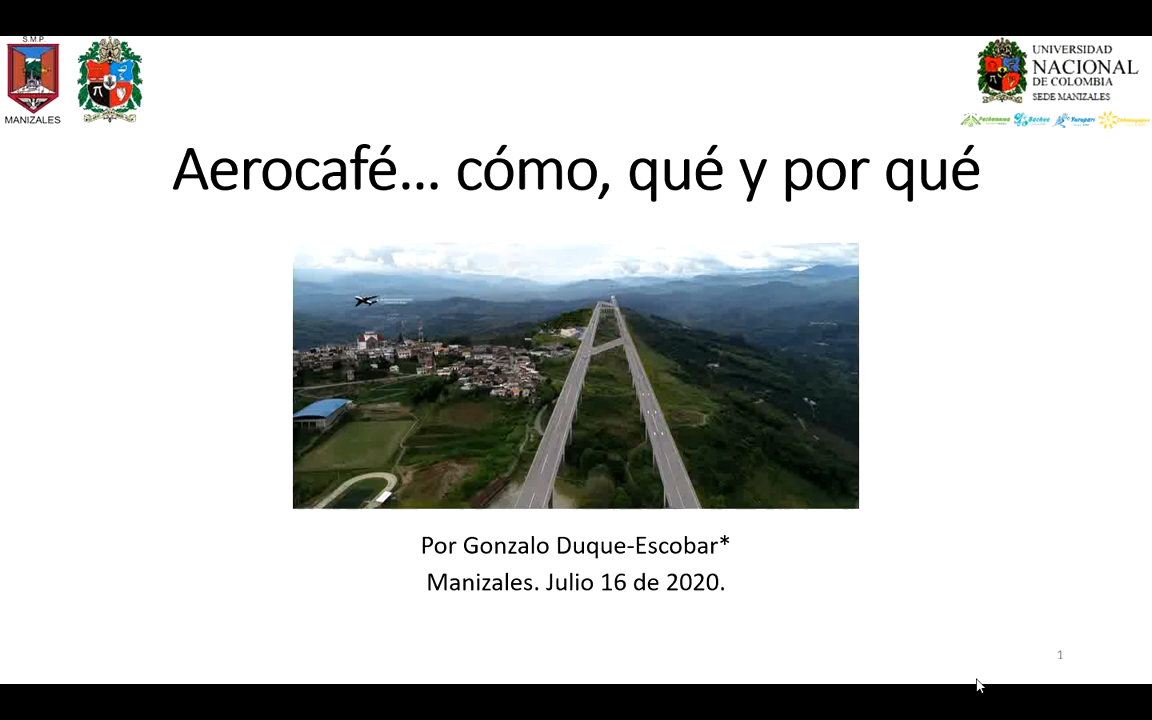 S.M.P.
MANIZALES
UNIVERSIDAD
NACIONAL
DE COLOMBIA
SEDE MANIZALES
Aerocafé... cómo, qué y por qué
Por Gonzalo Duque-Escobar*
Manizales. Julio 16 de 2020.
1